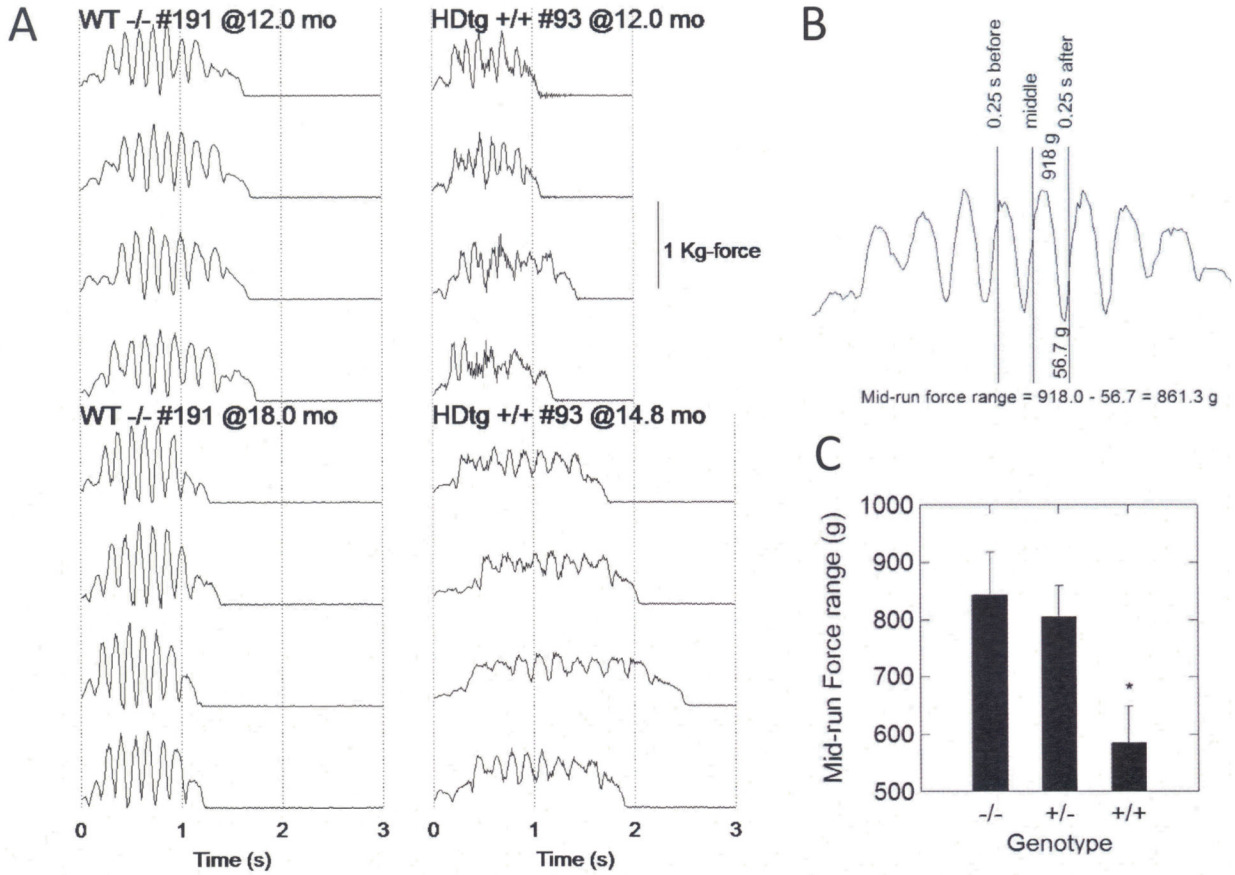 A
WT -/- #191 @12.0 mo
HDtg +/+ #93 @12.0 mo
1 Kg-force
WT -/- #191 @18.0 mo
HDtg +/+ #93 @14.8 mo
0 1 2 3
Time (s)
0 1 2 3
Time (s)
B
0.25 s before
middle
0.25 s after
918 g
56.7 g
Mid-run force range = 918.0 - 56.7 = 861.3 g
C
Mid-run Force range (g)
1000
900
800
700
600
500
*
-/- +/- +/+
Genotype